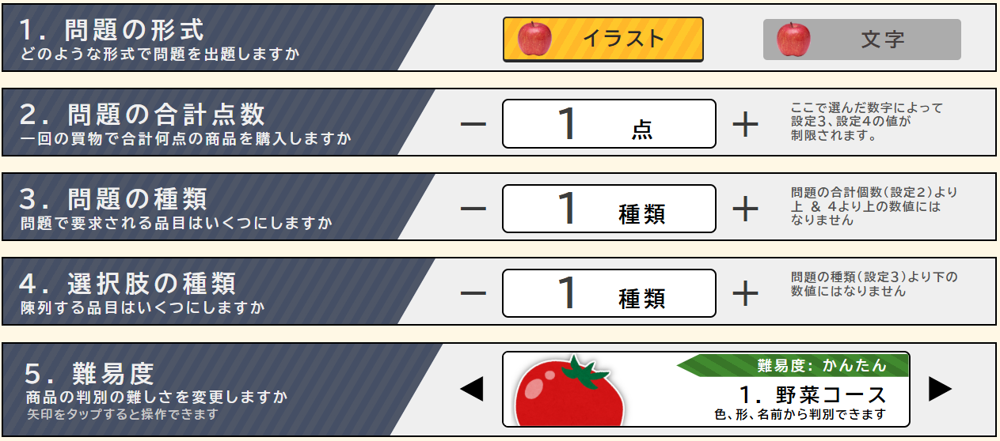 1. 問題の形式
どのような形式で問題を出題しますか
イラスト
文字
2. 問題の合計点数
一回の買物で合計何点の商品を購入しますか
－
1 点
＋
ここで選んだ数字によって
設定3、設定4の値が
制限されます。
3. 問題の種類
問題で要求される品目はいくつにしますか
－
1 種類
＋
問題の合計個数(設定2)より
上 & 4より上の数値には
なりません
4. 選択肢の種類
陳列する品目はいくつにしますか
－
1 種類
＋
問題の種類(設定3)より下の
数値にはなりません
5. 難易度
商品の判別の難しさを変更しますか
矢印をタップすると操作できます
◀
難易度: かんたん
1. 野菜コース
色、形、名前から判別できます
▶